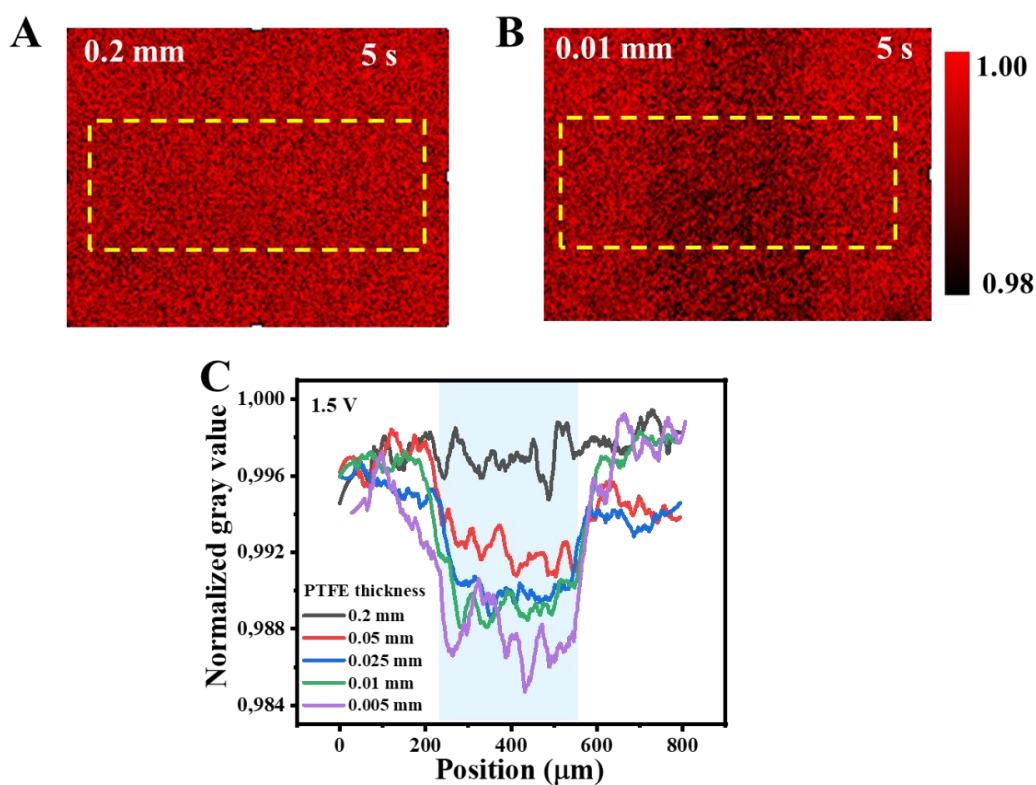 A
0.2 mm 5 s
B
0.01 mm 5 s
1.00
0.98
C
1.5 V
Normalized gray value
1,000
0,996
0,992
0,988
0,984
PTFE thickness
0.2 mm
0.05 mm
0.025 mm
0.01 mm
0.005 mm
0 200 400 600 800
Position (μm)